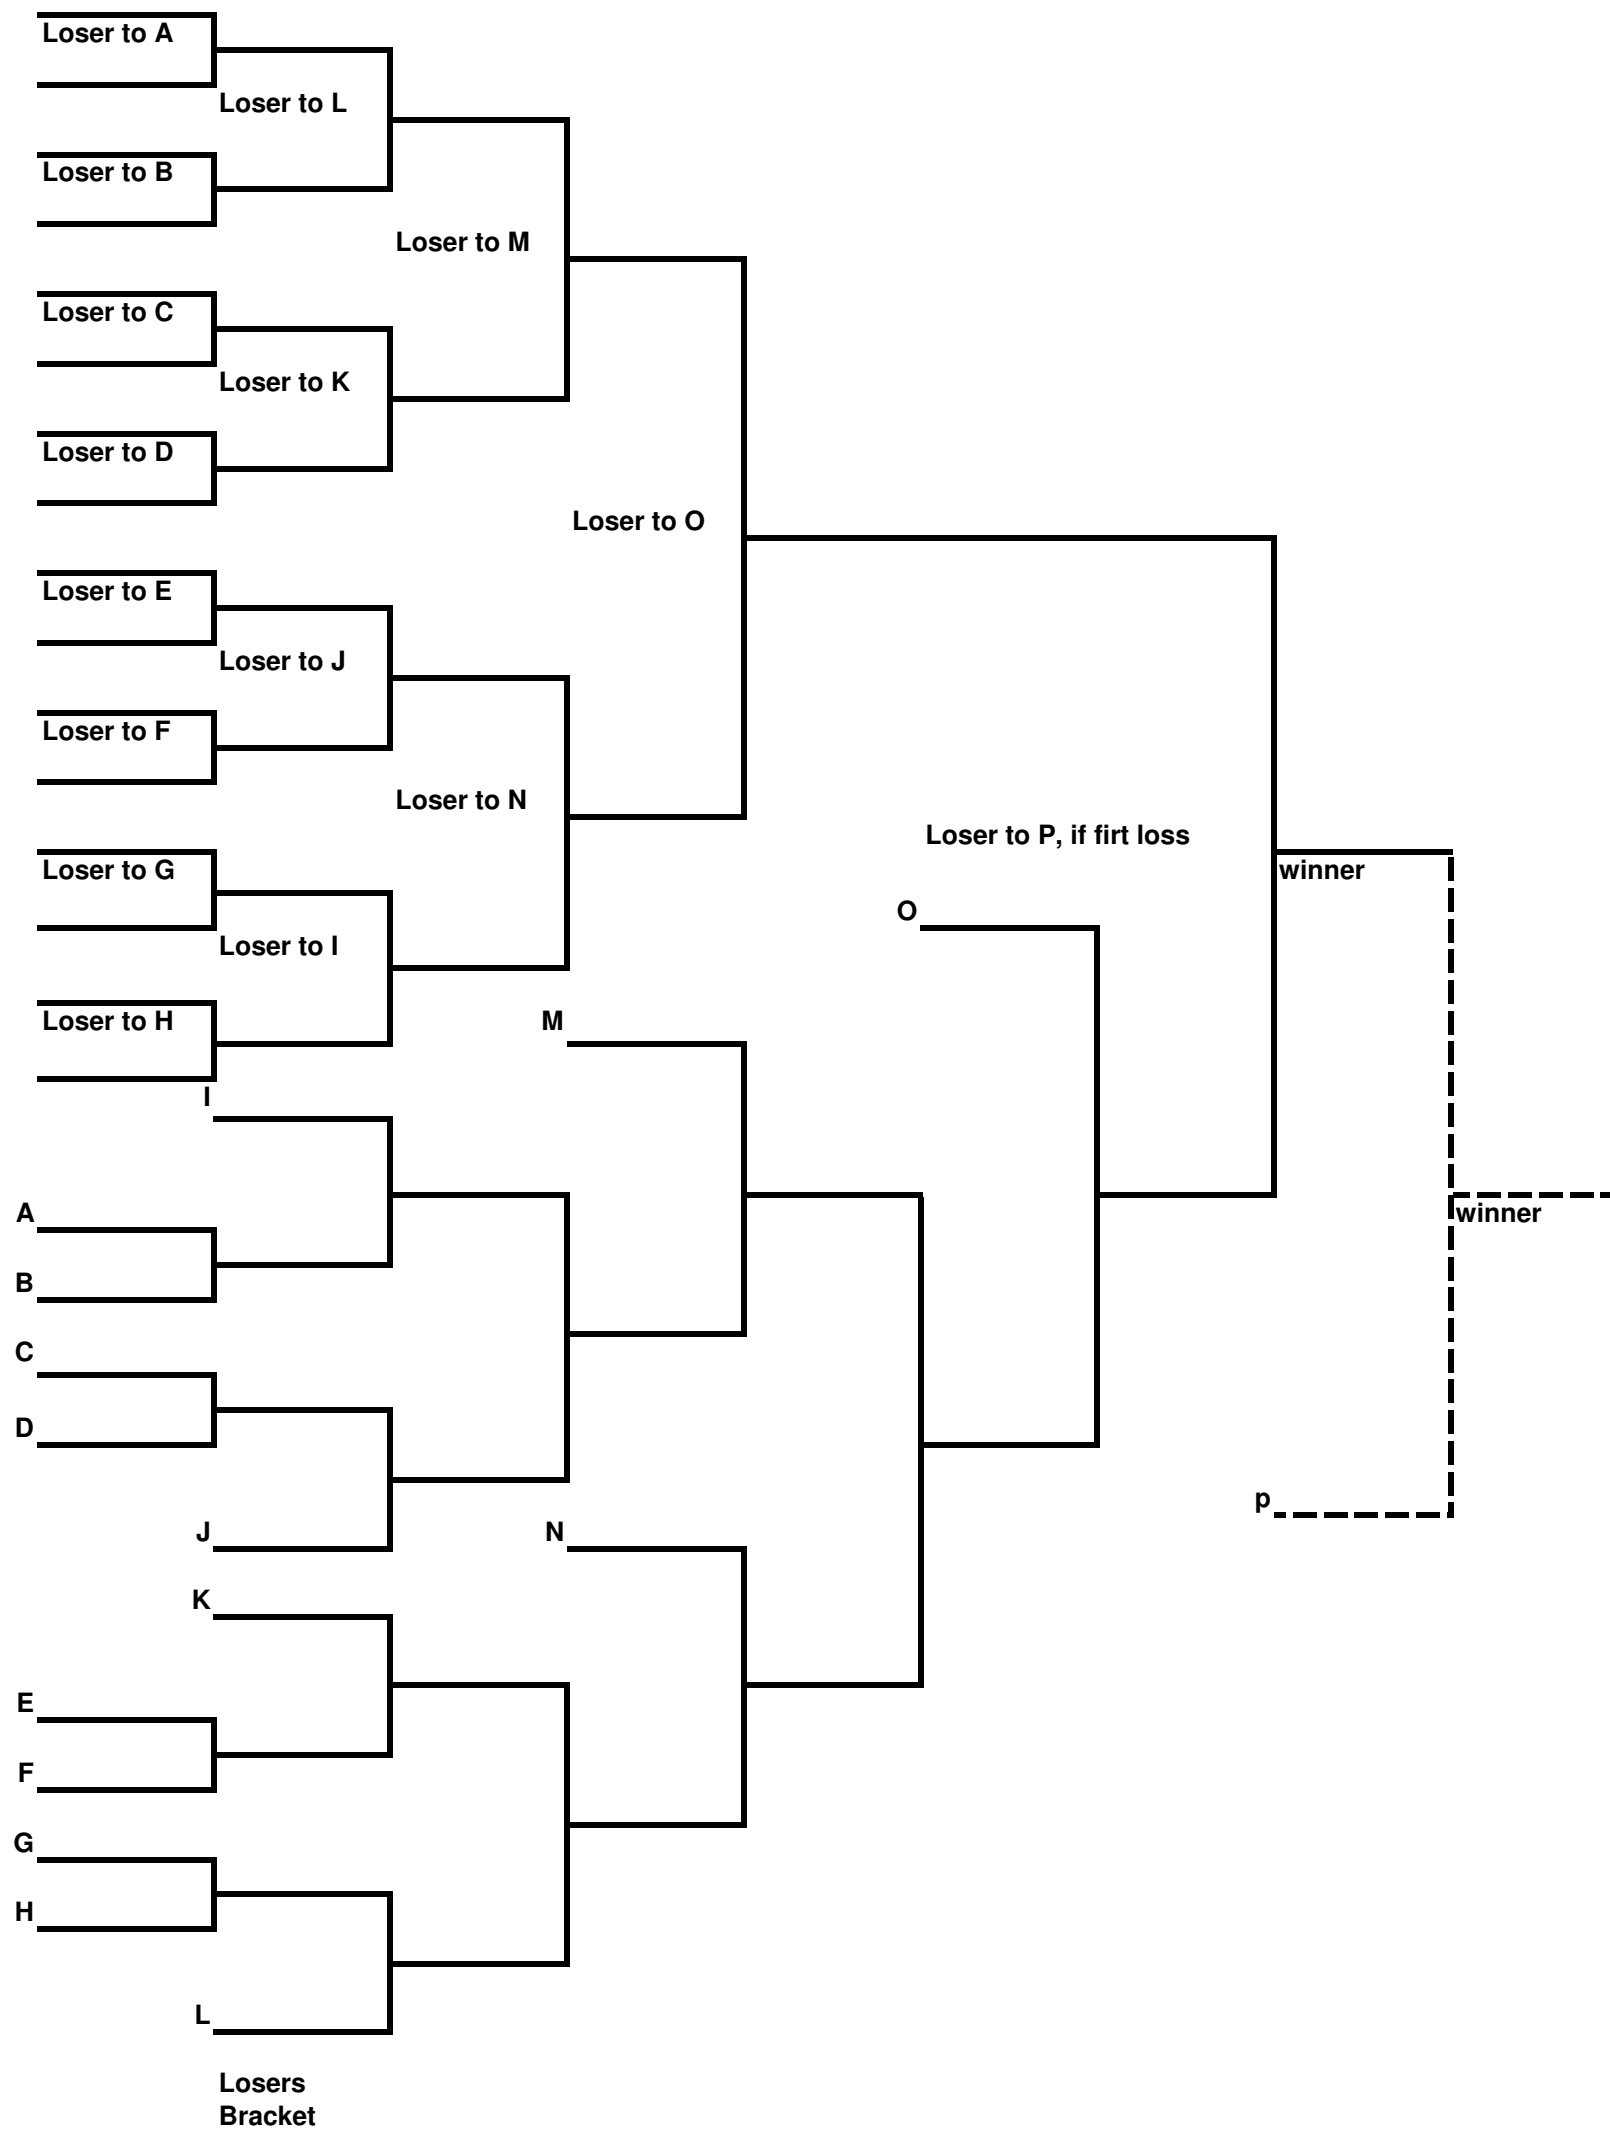 Loser to A
Loser to L
Loser to B
Loser to M
Loser to C
Loser to K
Loser to D
Loser to O
Loser to E
Loser to J
Loser to F
Loser to N
Loser to P, if firt loss
Loser to G
winner
O
Loser to I
Loser to H
M
I
A
winner
B
C
D
p
J
N
K
E
F
G
H
L
Losers
Bracket